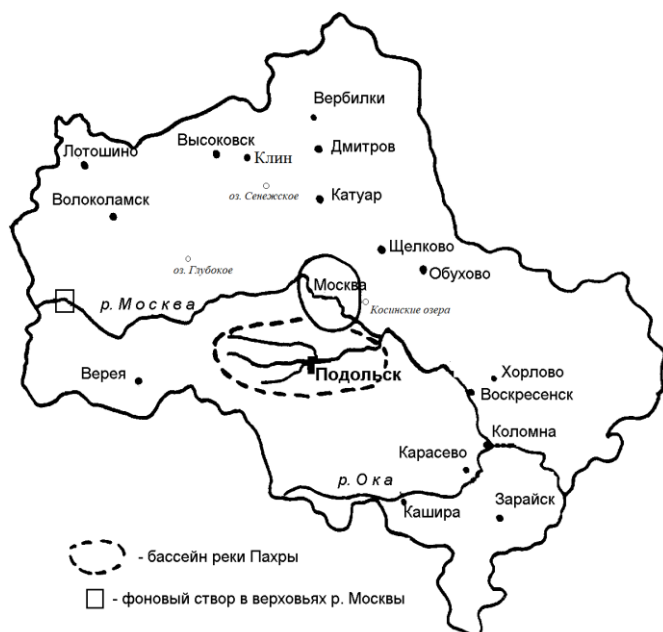 Вербилки
Высоковск
Дмитров
Лотошино
Клин
оз. Сенежское
Катуар
Волоколамск
Щелково
оз. Глубокое
Обухово
Москва
р. Москва
Косинские озера
Подольск
Верея
Хорлово
Воскресенск
Коломна
Карасево
р. Ока
Кашира
Зарайск
- бассейн реки Пахры
- фоновый створ в верховьях р. Москвы